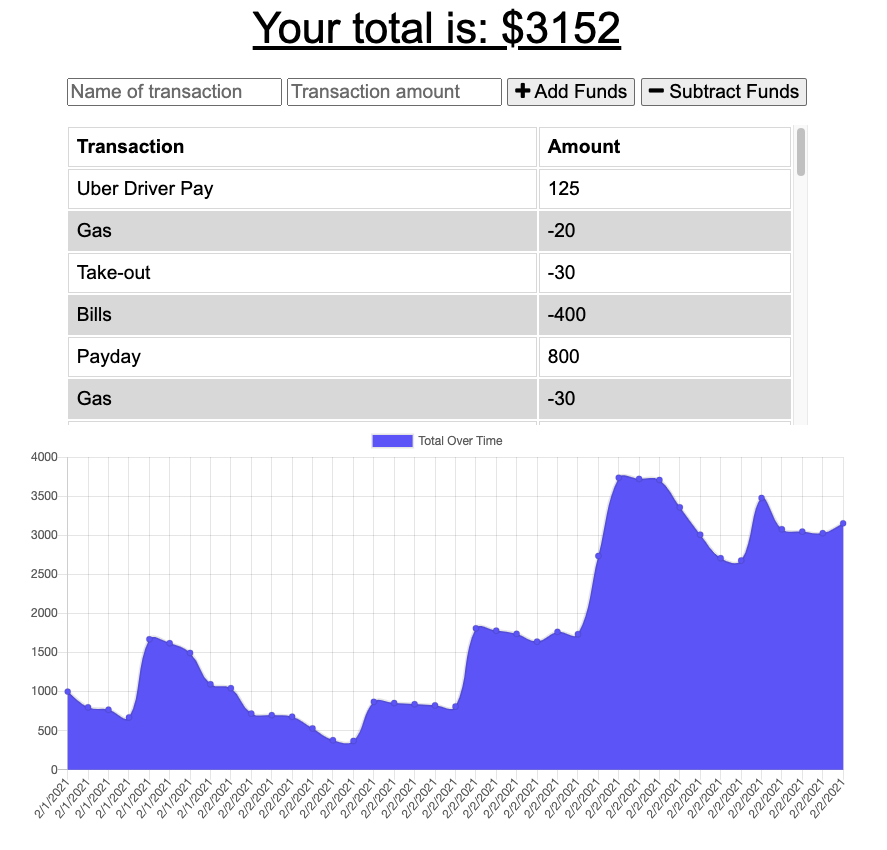 Your total is: $3152
Name of transaction Transaction amount + Add Funds − Subtract Funds
Transaction Amount
Uber Driver Pay 125
Gas -20
Take-out -30
Bills -400
Payday 800
Gas -30
Total Over Time
4000
3500
3000
2500
2000
1500
1000
500
0
2/1/2021 2/1/2021 2/1/2021 2/1/2021 2/1/2021 2/1/2021 2/1/2021 2/1/2021 2/2/2021 2/2/2021 2/2/2021 2/2/2021 2/2/2021 2/2/2021 2/2/2021 2/2/2021 2/2/2021 2/2/2021 2/2/2021 2/2/2021 2/2/2021 2/2/2021 2/2/2021 2/2/2021 2/2/2021 2/2/2021 2/2/2021 2/2/2021 2/2/2021 2/2/2021 2/2/2021 2/2/2021 2/2/2021 2/2/2021 2/2/2021 2/2/2021 2/2/2021 2/2/2021 2/2/2021